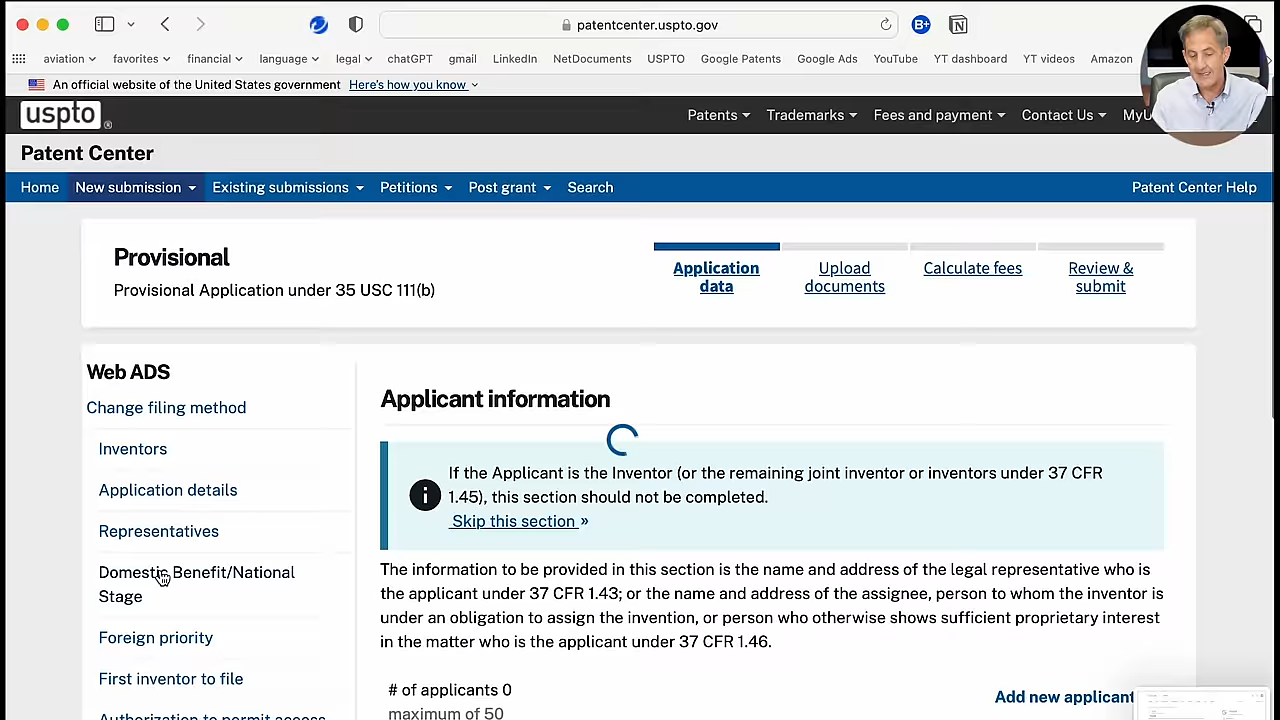 patentcenter.uspto.gov
B+
N
aviation
favorites
financial
language
legal
chatGPT
gmail
LinkedIn
NetDocuments
USPTO
Google Patents
Google Ads
YouTube
YT dashboard
YT videos
Amazon
An official website of the United States government Here's how you know
uspto®
Patents
Trademarks
Fees and payment
Contact Us
MyU
Patent Center
Home
New submission
Existing submissions
Petitions
Post grant
Search
Patent Center Help
Provisional
Provisional Application under 35 USC 111(b)
Application
data
Upload
documents
Calculate fees
Review &
submit
Web ADS
Change filing method
Inventors
Application details
Representatives
Domestic Benefit/National
Stage
Foreign priority
First inventor to file
Authorization to permit access
Applicant information
i
If the Applicant is the Inventor (or the remaining joint inventor or inventors under 37 CFR
1.45), this section should not be completed.
Skip this section »
The information to be provided in this section is the name and address of the legal representative who is
the applicant under 37 CFR 1.43; or the name and address of the assignee, person to whom the inventor is
under an obligation to assign the invention, or person who otherwise shows sufficient proprietary interest
in the matter who is the applicant under 37 CFR 1.46.
# of applicants 0
maximum of 50
Add new applicant